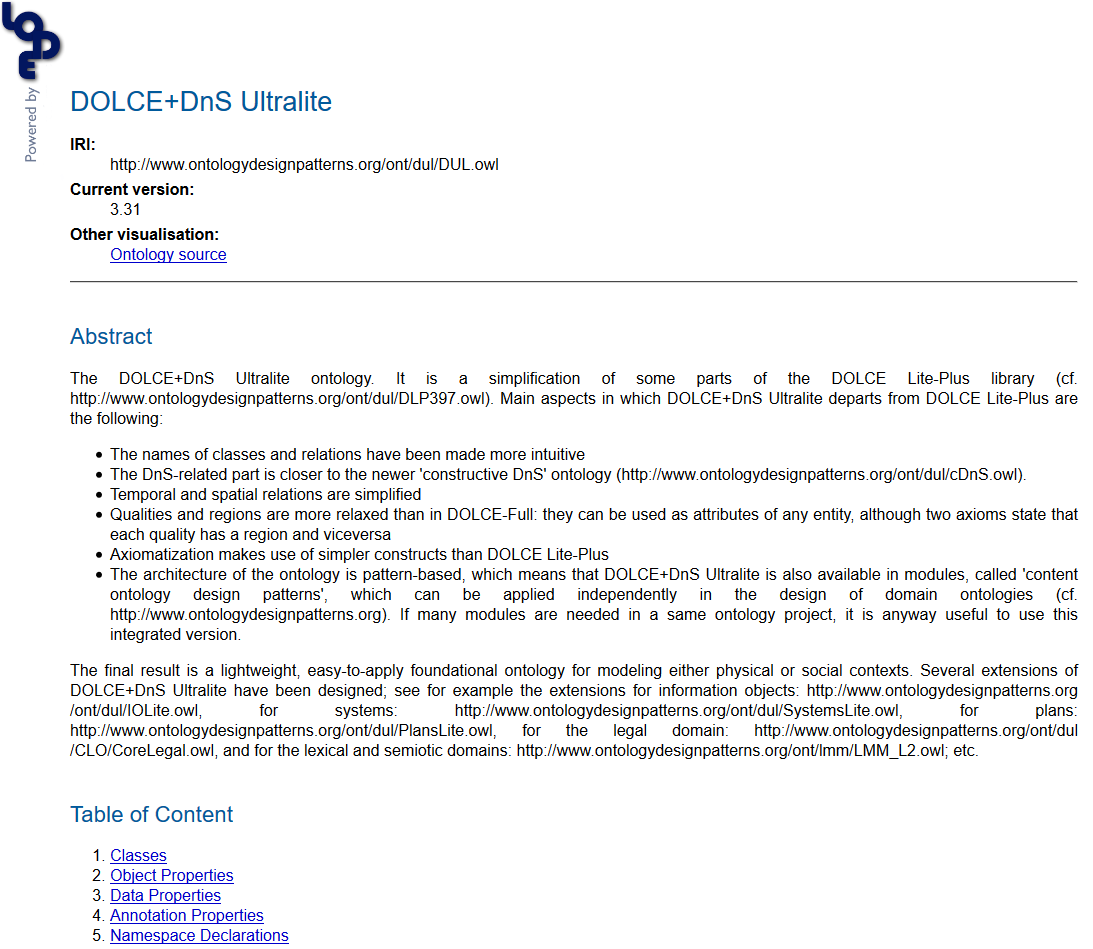 LODE
Powered by
DOLCE+DnS Ultralite
IRI:
http://www.ontologydesignpatterns.org/ont/dul/DUL.owl
Current version:
3.31
Other visualisation:
Ontology source
Abstract
The DOLCE+DnS Ultralite ontology. It is a simplification of some parts of the DOLCE Lite-Plus library (cf.
http://www.ontologydesignpatterns.org/ont/dul/DLP397.owl). Main aspects in which DOLCE+DnS Ultralite departs from DOLCE Lite-Plus are
the following:
• The names of classes and relations have been made more intuitive
• The DnS-related part is closer to the newer 'constructive DnS' ontology (http://www.ontologydesignpatterns.org/ont/dul/cDnS.owl).
• Temporal and spatial relations are simplified
• Qualities and regions are more relaxed than in DOLCE-Full: they can be used as attributes of any entity, although two axioms state that
each quality has a region and viceversa
• Axiomatization makes use of simpler constructs than DOLCE Lite-Plus
• The architecture of the ontology is pattern-based, which means that DOLCE+DnS Ultralite is also available in modules, called 'content
ontology design patterns', which can be applied independently in the design of domain ontologies (cf.
http://www.ontologydesignpatterns.org). If many modules are needed in a same ontology project, it is anyway useful to use this
integrated version.
The final result is a lightweight, easy-to-apply foundational ontology for modeling either physical or social contexts. Several extensions of
DOLCE+DnS Ultralite have been designed; see for example the extensions for information objects: http://www.ontologydesignpatterns.org
/ont/dul/IOLite.owl, for systems: http://www.ontologydesignpatterns.org/ont/dul/SystemsLite.owl, for plans:
http://www.ontologydesignpatterns.org/ont/dul/PlansLite.owl, for the legal domain: http://www.ontologydesignpatterns.org/ont/dul
/CLO/CoreLegal.owl, and for the lexical and semiotic domains: http://www.ontologydesignpatterns.org/ont/lmm/LMM_L2.owl; etc.
Table of Content
1. Classes
2. Object Properties
3. Data Properties
4. Annotation Properties
5. Namespace Declarations